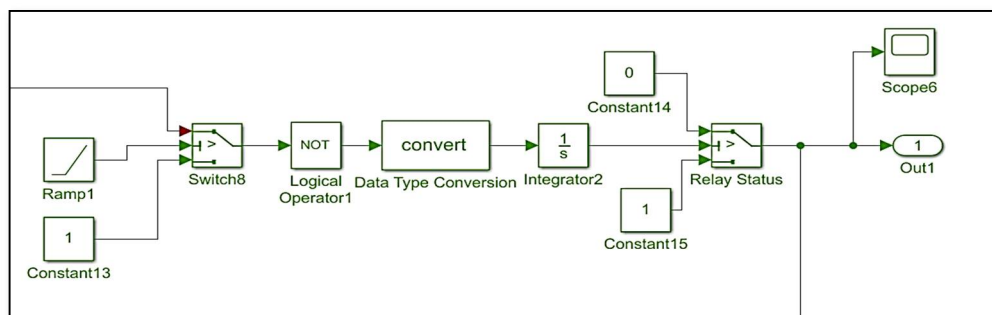 0
Constant14
Scope6
Ramp1
>
Switch8
NOT
Logical
Operator1
convert
Data Type Conversion
1
s
Integrator2
>
Relay Status
1
Out1
1
Constant13
1
Constant15